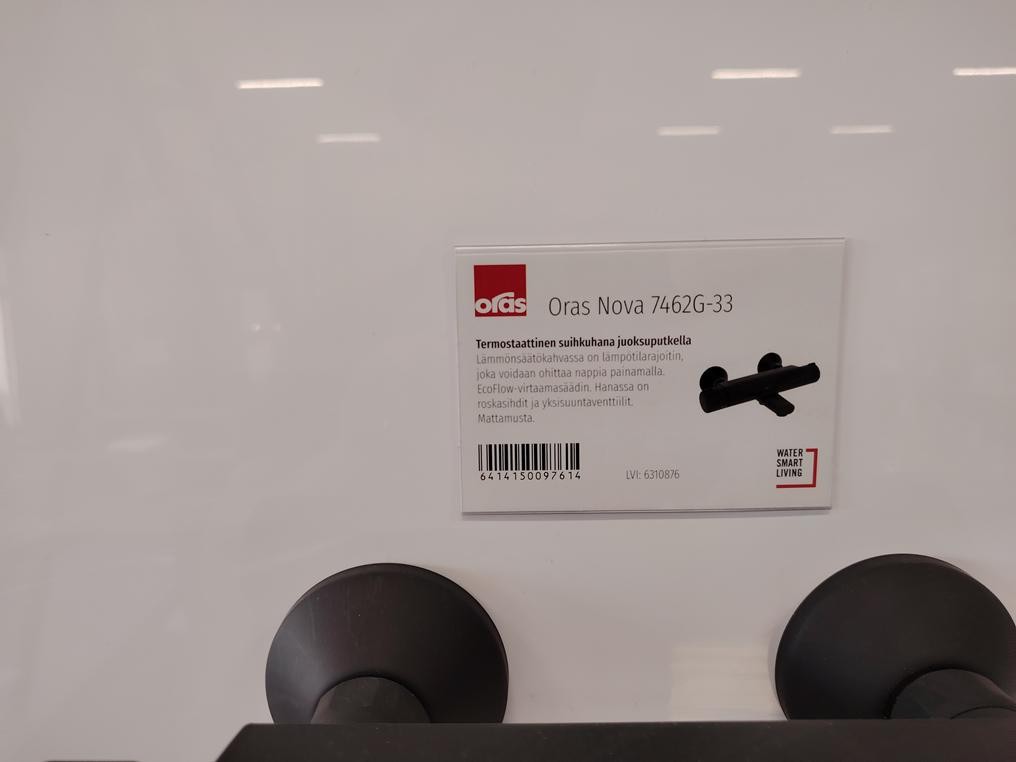 oras
Oras Nova 7462G-33
Termostaattinen suihkuhana juoksuputkella
Lämmönsäätökahvassa on lämpötilarajoitin,
joka voidaan ohittaa nappia painamalla.
EcoFlow-virtaamasäädin. Hanassa on
roskasihdit ja yksisuuntaventtiilit.
Mattamusta.
6414150097614
LVI: 6310876
WATER
SMART
LIVING